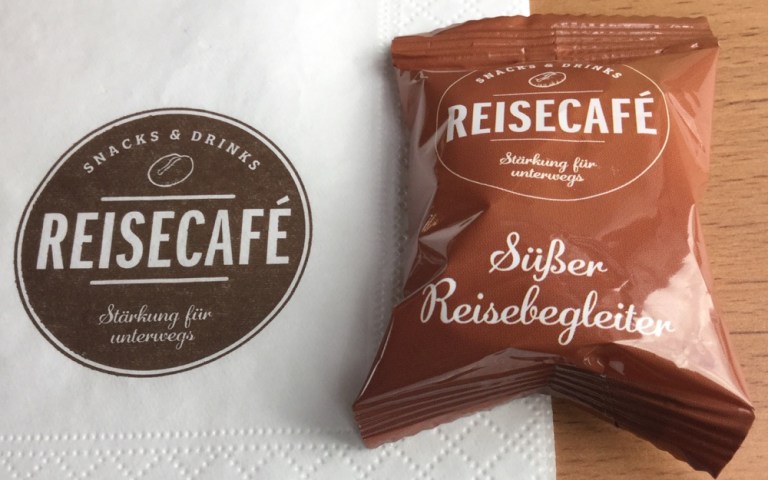 SNACKS & DRINKS
REISECAFÉ
Stärkung für
unterwegs
SNACKS & DRINKS
REISECAFÉ
Stärkung für
unterwegs
Süßer
Reisebegleiter